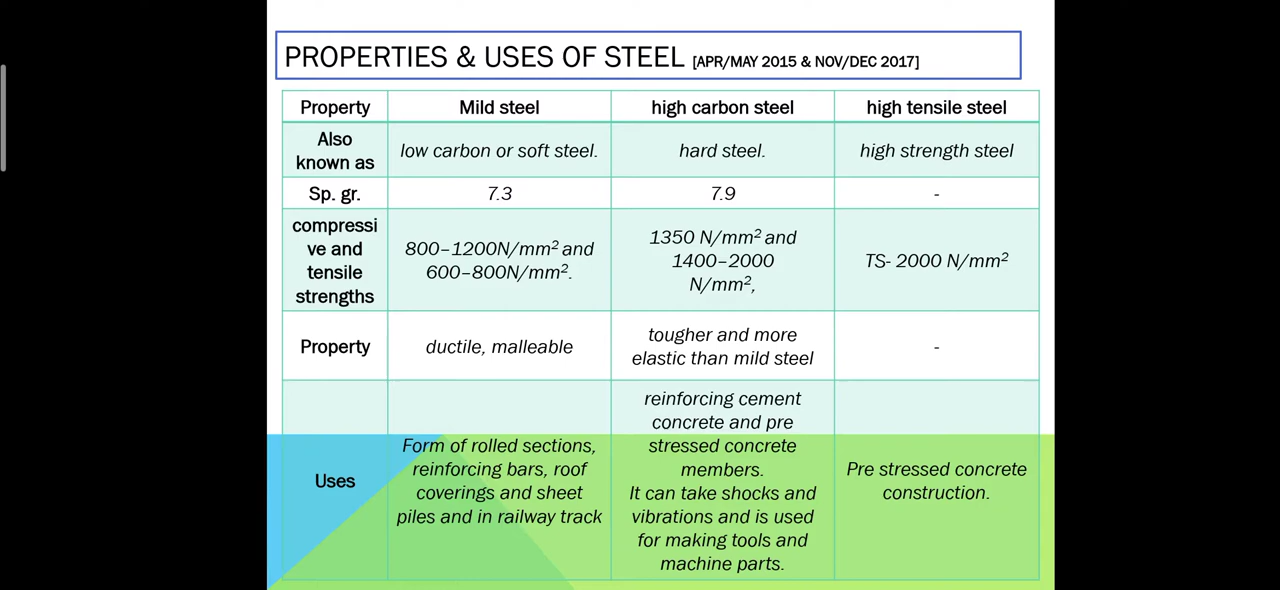 PROPERTIES & USES OF STEEL [APR/MAY 2015 & NOV/DEC 2017]
Property
Mild steel
high carbon steel
high tensile steel
Also
known as
low carbon or soft steel.
hard steel.
high strength steel
Sp. gr.
7.3
7.9
-
compressi
ve and
tensile
strengths
800–1200N/mm² and
600–800N/mm².
1350 N/mm² and
1400–2000
N/mm²,
TS- 2000 N/mm²
Property
ductile, malleable
tougher and more
elastic than mild steel
-
Uses
Form of rolled sections,
reinforcing bars, roof
coverings and sheet
piles and in railway track
reinforcing cement
concrete and pre
stressed concrete
members.
It can take shocks and
vibrations and is used
for making tools and
machine parts.
Pre stressed concrete
construction.